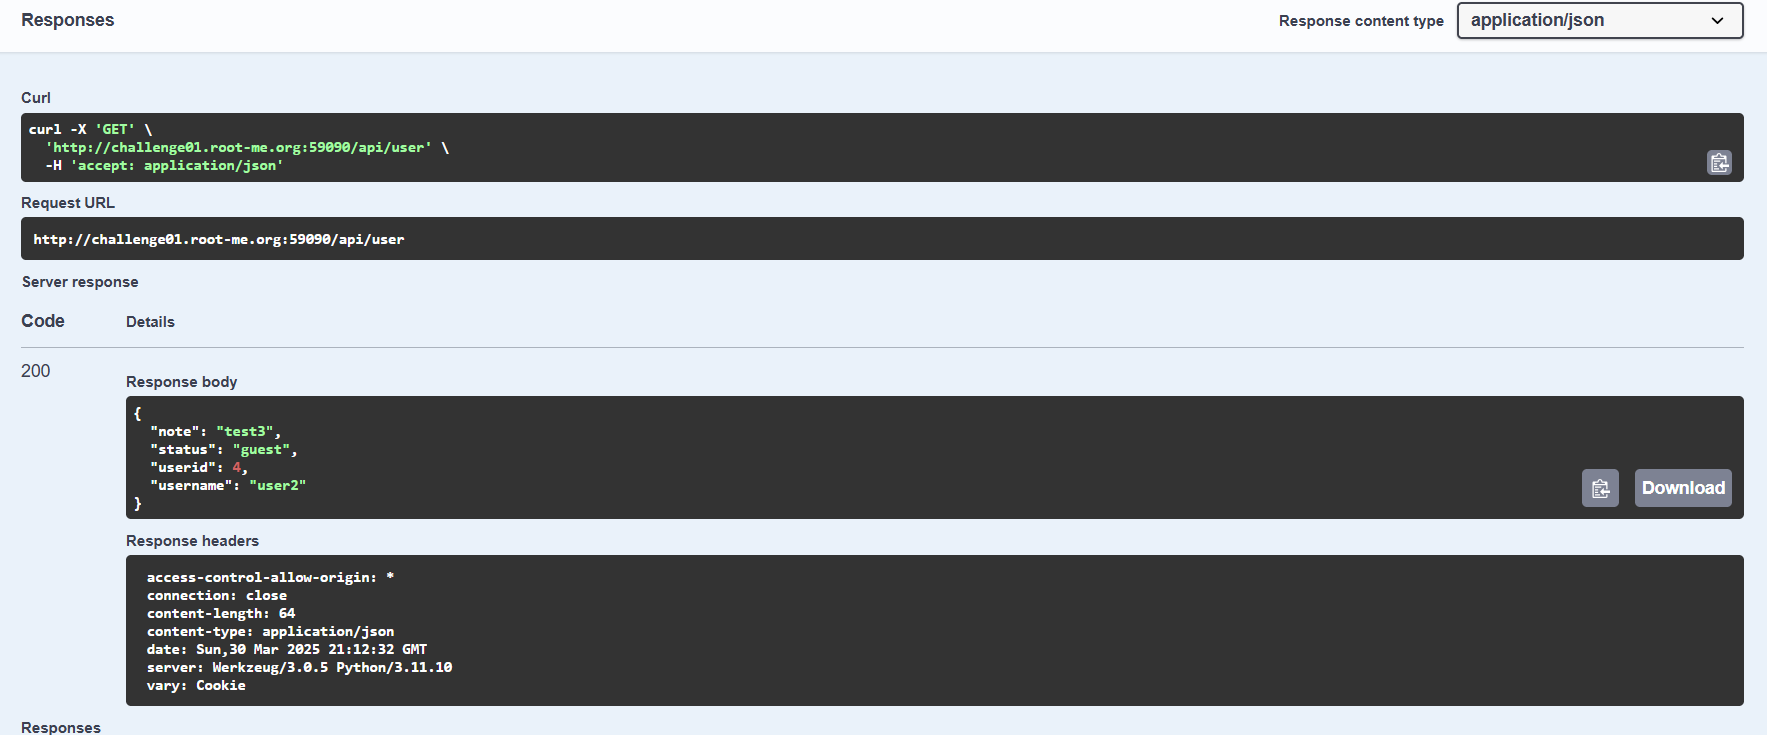 Responses
Response content type
application/json
Curl
curl -X 'GET' \
'http://challenge01.root-me.org:59090/api/user' \
-H 'accept: application/json'
Request URL
http://challenge01.root-me.org:59090/api/user
Server response
Code
Details
200
Response body
{
"note": "test3",
"status": "guest",
"userid": 4,
"username": "user2"
}
Download
Response headers
access-control-allow-origin: *
connection: close
content-length: 64
content-type: application/json
date: Sun,30 Mar 2025 21:12:32 GMT
server: Werkzeug/3.0.5 Python/3.11.10
vary: Cookie
Responses